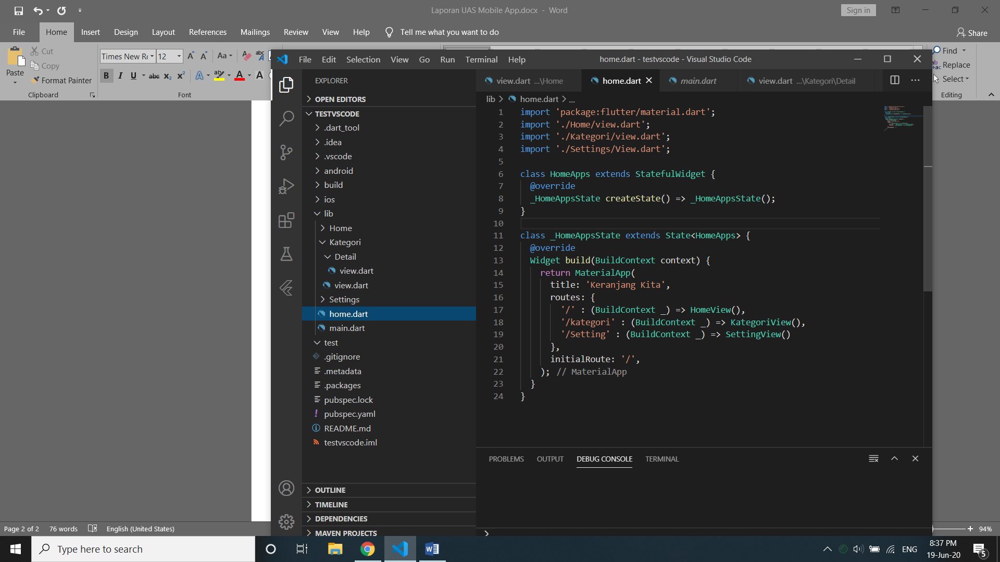 Laporan UAS Mobile App.docx - Word
Sign in
File Home Insert Design Layout References Mailings Review View Help Tell me what you want to do
Share
Paste
Cut
Copy
Format Painter
Clipboard
Times New Ro 12
Font
Find
Replace
Select
Editing
File Edit Selection View Go Run Terminal Help
home.dart - testvscode - Visual Studio Code
EXPLORER
OPEN EDITORS
TESTVSCODE
.dart_tool
.idea
.vscode
android
build
ios
lib
Home
Kategori
Detail
view.dart
view.dart
Settings
home.dart
main.dart
test
.gitignore
.metadata
.packages
pubspec.lock
pubspec.yaml
README.md
testvscode.iml
OUTLINE
TIMELINE
DEPENDENCIES
MAVEN PROJECTS
view.dart ...\Home home.dart main.dart view.dart ...\Kategori\Detail
lib > home.dart > ...
1 import 'package:flutter/material.dart';
2 import './Home/view.dart';
3 import './Kategori/view.dart';
4 import './Settings/View.dart';
5
6 class HomeApps extends StatefulWidget {
7 @override
8 _HomeAppsState createState() => _HomeAppsState();
9 }
10
11 class _HomeAppsState extends State<HomeApps> {
12 @override
13 Widget build(BuildContext context) {
14 return MaterialApp(
15 title: 'Keranjang Kita',
16 routes: {
17 '/' : (BuildContext _) => HomeView(),
18 '/kategori' : (BuildContext _) => KategoriView(),
19 '/Setting' : (BuildContext _) => SettingView()
20 },
21 initialRoute: '/',
22 ); // MaterialApp
23 }
24 }
PROBLEMS OUTPUT DEBUG CONSOLE TERMINAL
Page 2 of 2 76 words English (United States)
94%
Type here to search
ENG
8:37 PM
19-Jun-20
5